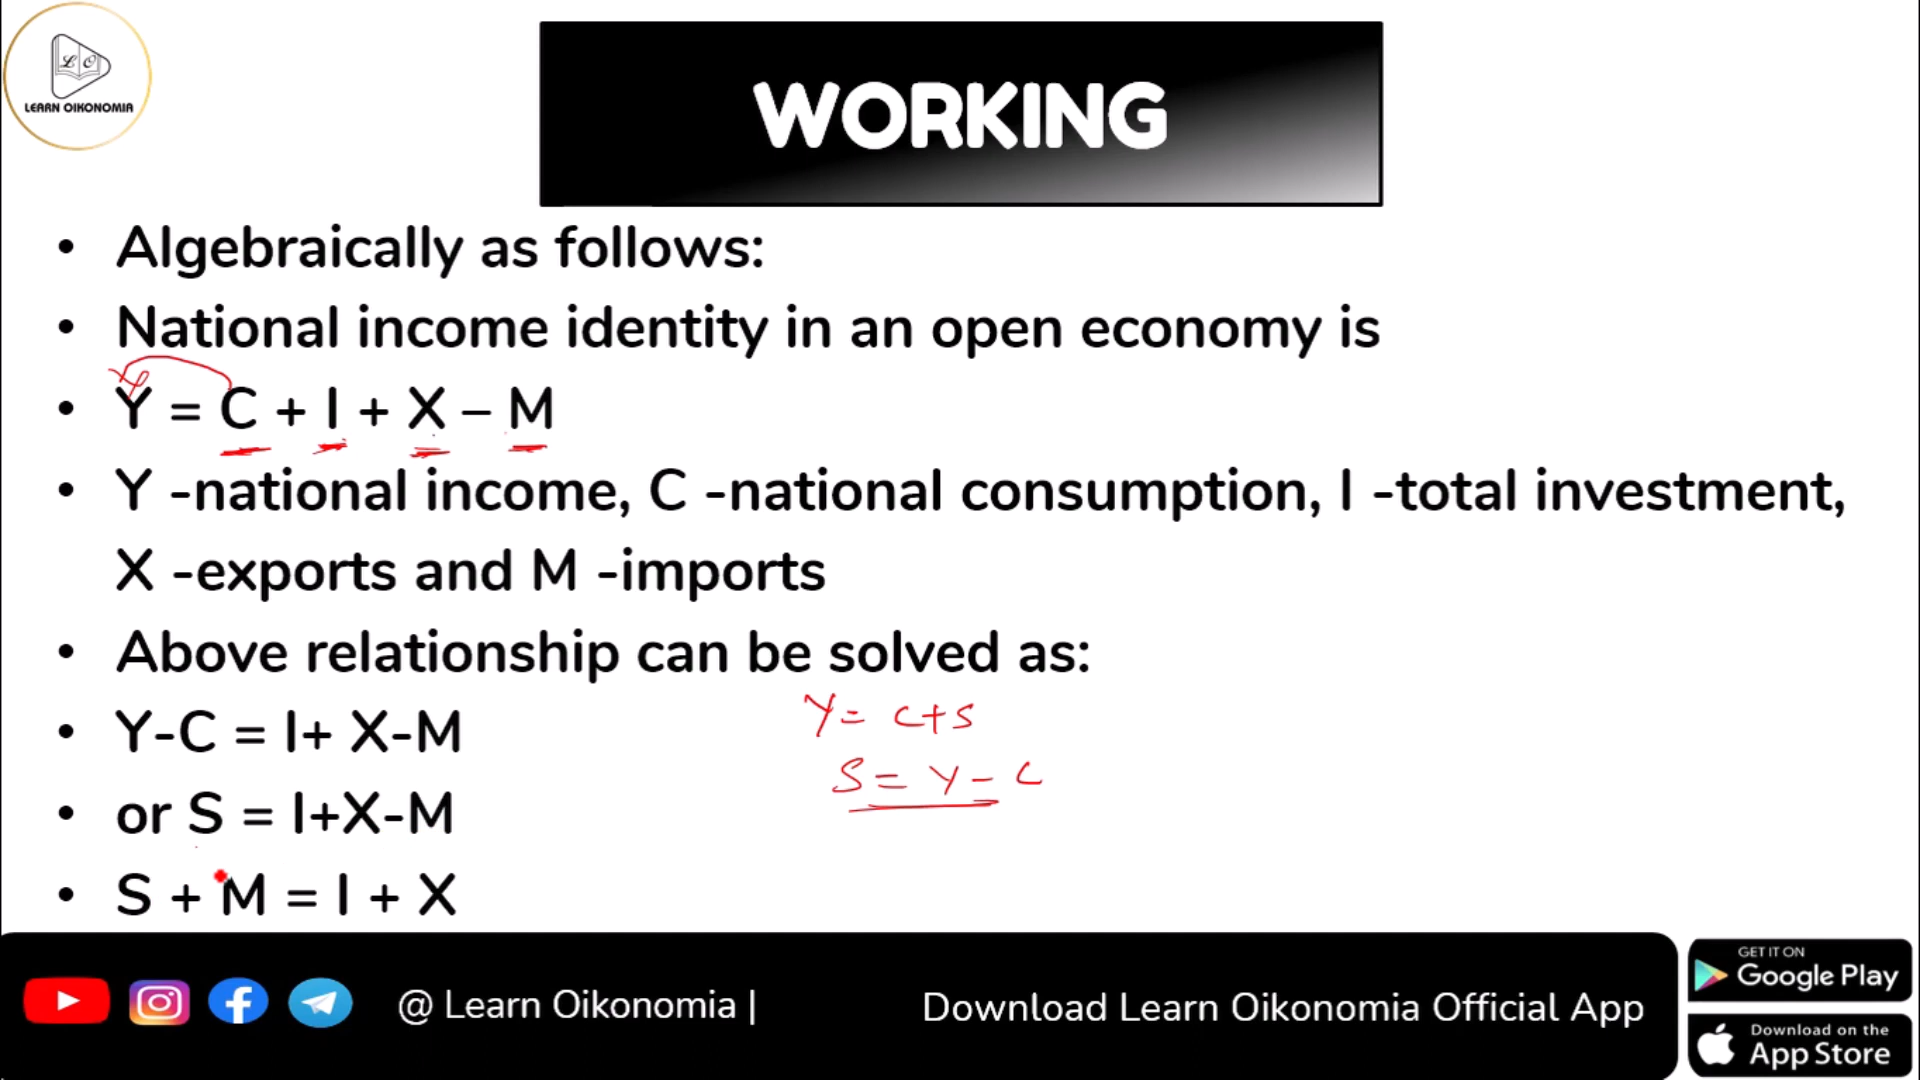 LO
LEARN OIKONOMIA
WORKING
• Algebraically as follows:
• National income identity in an open economy is
• Y = C + I + X – M
• Y -national income, C -national consumption, I -total investment,
X -exports and M -imports
• Above relationship can be solved as:
Y = C+S
• Y-C = I+ X-M
S = Y - C
• or S = I+X-M
• S + M = I + X
@ Learn Oikonomia |
Download Learn Oikonomia Official App
GET IT ON
Google Play
Download on the
App Store